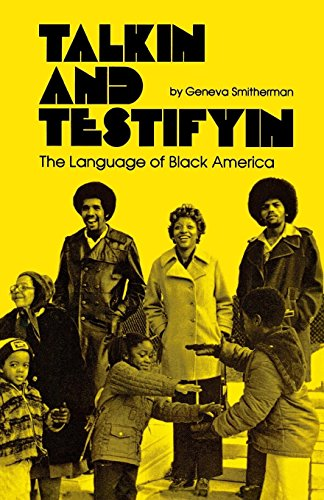 TALKIN
AND
by Geneva Smitherman
TESTIFYIN
The Language of Black America